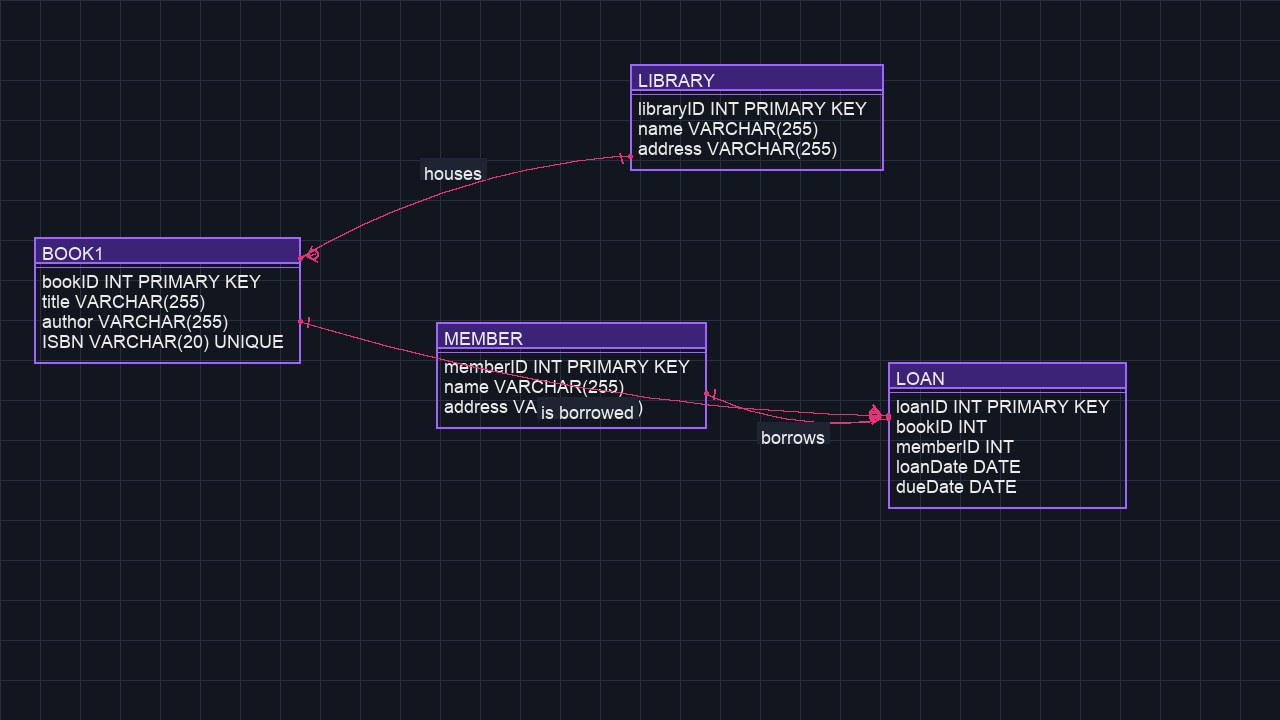 LIBRARY
libraryID INT PRIMARY KEY
name VARCHAR(255)
address VARCHAR(255)
houses
BOOK1
bookID INT PRIMARY KEY
title VARCHAR(255)
author VARCHAR(255)
ISBN VARCHAR(20) UNIQUE
MEMBER
memberID INT PRIMARY KEY
name VARCHAR(255)
address VA )
is borrowed
borrows
LOAN
loanID INT PRIMARY KEY
bookID INT
memberID INT
loanDate DATE
dueDate DATE